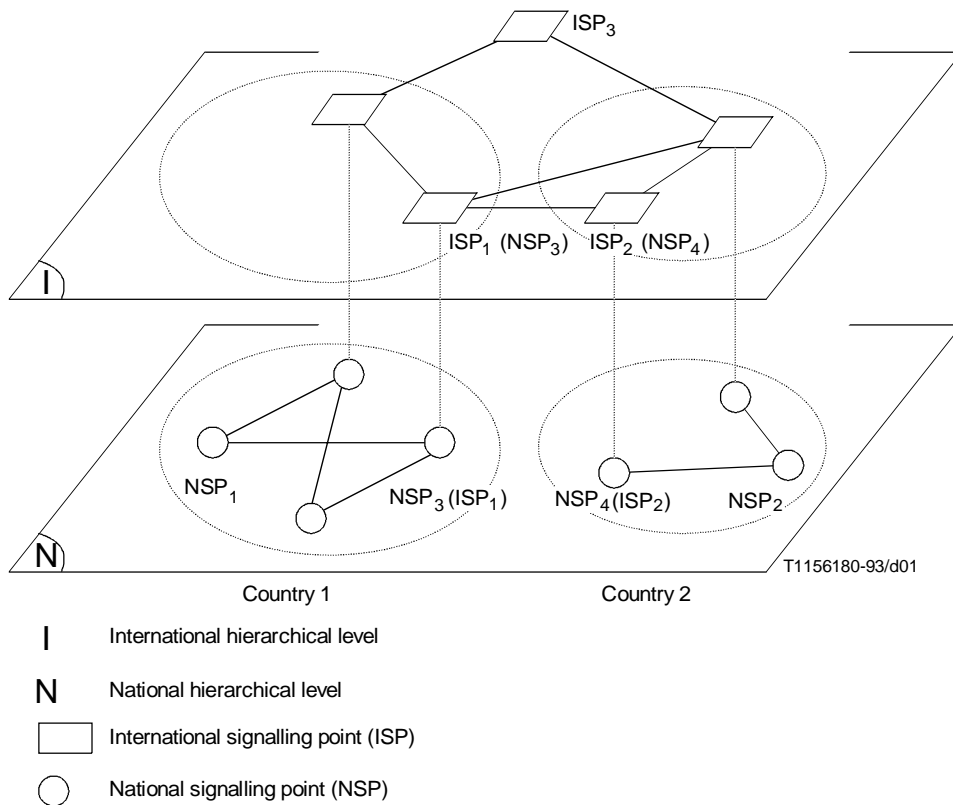 ISP3
ISP1 (NSP3) ISP2 (NSP4)
I
NSP1 NSP3 (ISP1) NSP4 (ISP2) NSP2
N
T1156180-93/d01
Country 1 Country 2
I International hierarchical level
N National hierarchical level
International signalling point (ISP)
National signalling point (NSP)